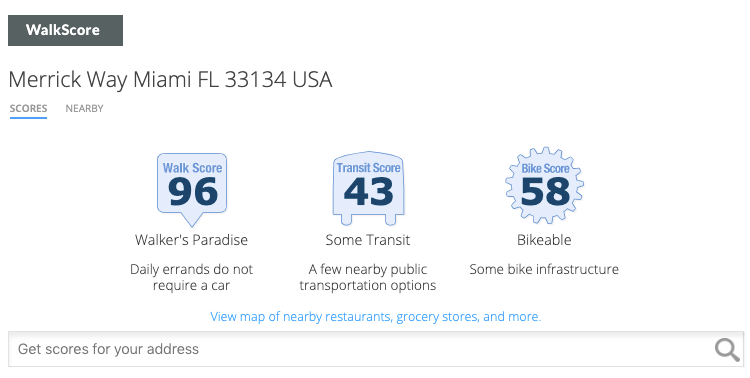 WalkScore
Merrick Way Miami FL 33134 USA
SCORES NEARBY
Walk Score
96
Walker's Paradise
Daily errands do not
require a car
Transit Score
43
Some Transit
A few nearby public
transportation options
Bike Score
58
Bikeable
Some bike infrastructure
View map of nearby restaurants, grocery stores, and more.
Get scores for your address